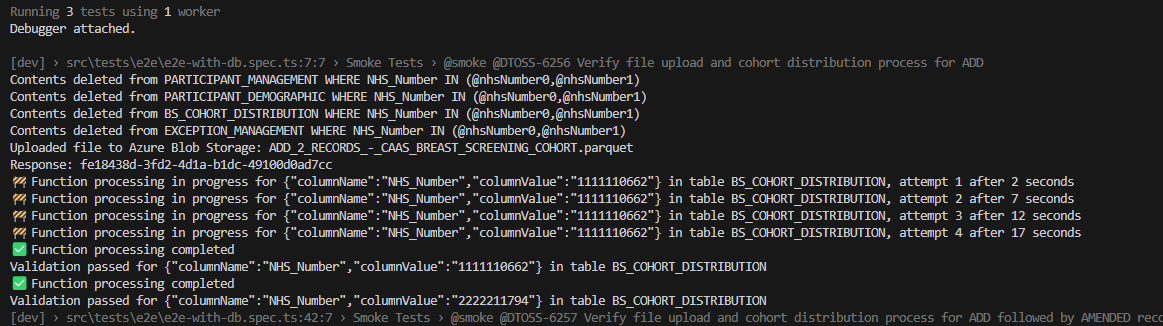 Running 3 tests using 1 worker
Debugger attached.
[dev] › src\tests\e2e\e2e-with-db.spec.ts:7:7 › Smoke Tests › @smoke @DTOSS-6256 Verify file upload and cohort distribution process for ADD
Contents deleted from PARTICIPANT_MANAGEMENT WHERE NHS_Number IN (@nhsNumber0,@nhsNumber1)
Contents deleted from PARTICIPANT_DEMOGRAPHIC WHERE NHS_Number IN (@nhsNumber0,@nhsNumber1)
Contents deleted from BS_COHORT_DISTRIBUTION WHERE NHS_Number IN (@nhsNumber0,@nhsNumber1)
Contents deleted from EXCEPTION_MANAGEMENT WHERE NHS_Number IN (@nhsNumber0,@nhsNumber1)
Uploaded file to Azure Blob Storage: ADD_2_RECORDS_-_CAAS_BREAST_SCREENING_COHORT.parquet
Response: fe18438d-3fd2-4d1a-b1dc-49100d0ad7cc
🚧 Function processing in progress for {"columnName":"NHS_Number","columnValue":"1111110662"} in table BS_COHORT_DISTRIBUTION, attempt 1 after 2 seconds
🚧 Function processing in progress for {"columnName":"NHS_Number","columnValue":"1111110662"} in table BS_COHORT_DISTRIBUTION, attempt 2 after 7 seconds
🚧 Function processing in progress for {"columnName":"NHS_Number","columnValue":"1111110662"} in table BS_COHORT_DISTRIBUTION, attempt 3 after 12 seconds
🚧 Function processing in progress for {"columnName":"NHS_Number","columnValue":"1111110662"} in table BS_COHORT_DISTRIBUTION, attempt 4 after 17 seconds
✅ Function processing completed
Validation passed for {"columnName":"NHS_Number","columnValue":"1111110662"} in table BS_COHORT_DISTRIBUTION
✅ Function processing completed
Validation passed for {"columnName":"NHS_Number","columnValue":"2222211794"} in table BS_COHORT_DISTRIBUTION
[dev] › src\tests\e2e\e2e-with-db.spec.ts:42:7 › Smoke Tests › @smoke @DTOSS-6257 Verify file upload and cohort distribution process for ADD followed by AMENDED reco